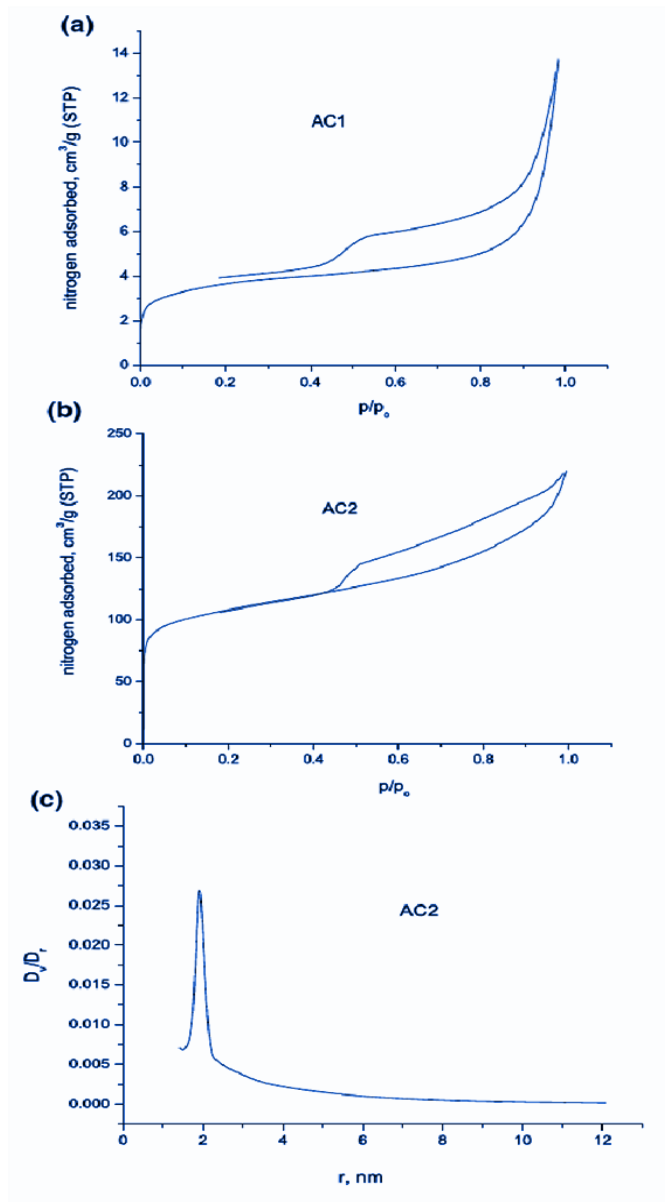 (a)
14
12
10
8
6
4
2
0
nitrogen adsorbed, cm³/g (STP)
AC1
0.0 0.2 0.4 0.6 0.8 1.0
p/pₒ
(b)
250
200
150
100
50
0
nitrogen adsorbed, cm³/g (STP)
AC2
0.0 0.2 0.4 0.6 0.8 1.0
p/pₒ
(c)
0.035
0.030
0.025
0.020
0.015
0.010
0.005
0.000
Dᵥ/Dᵣ
AC2
0 2 4 6 8 10 12
r, nm